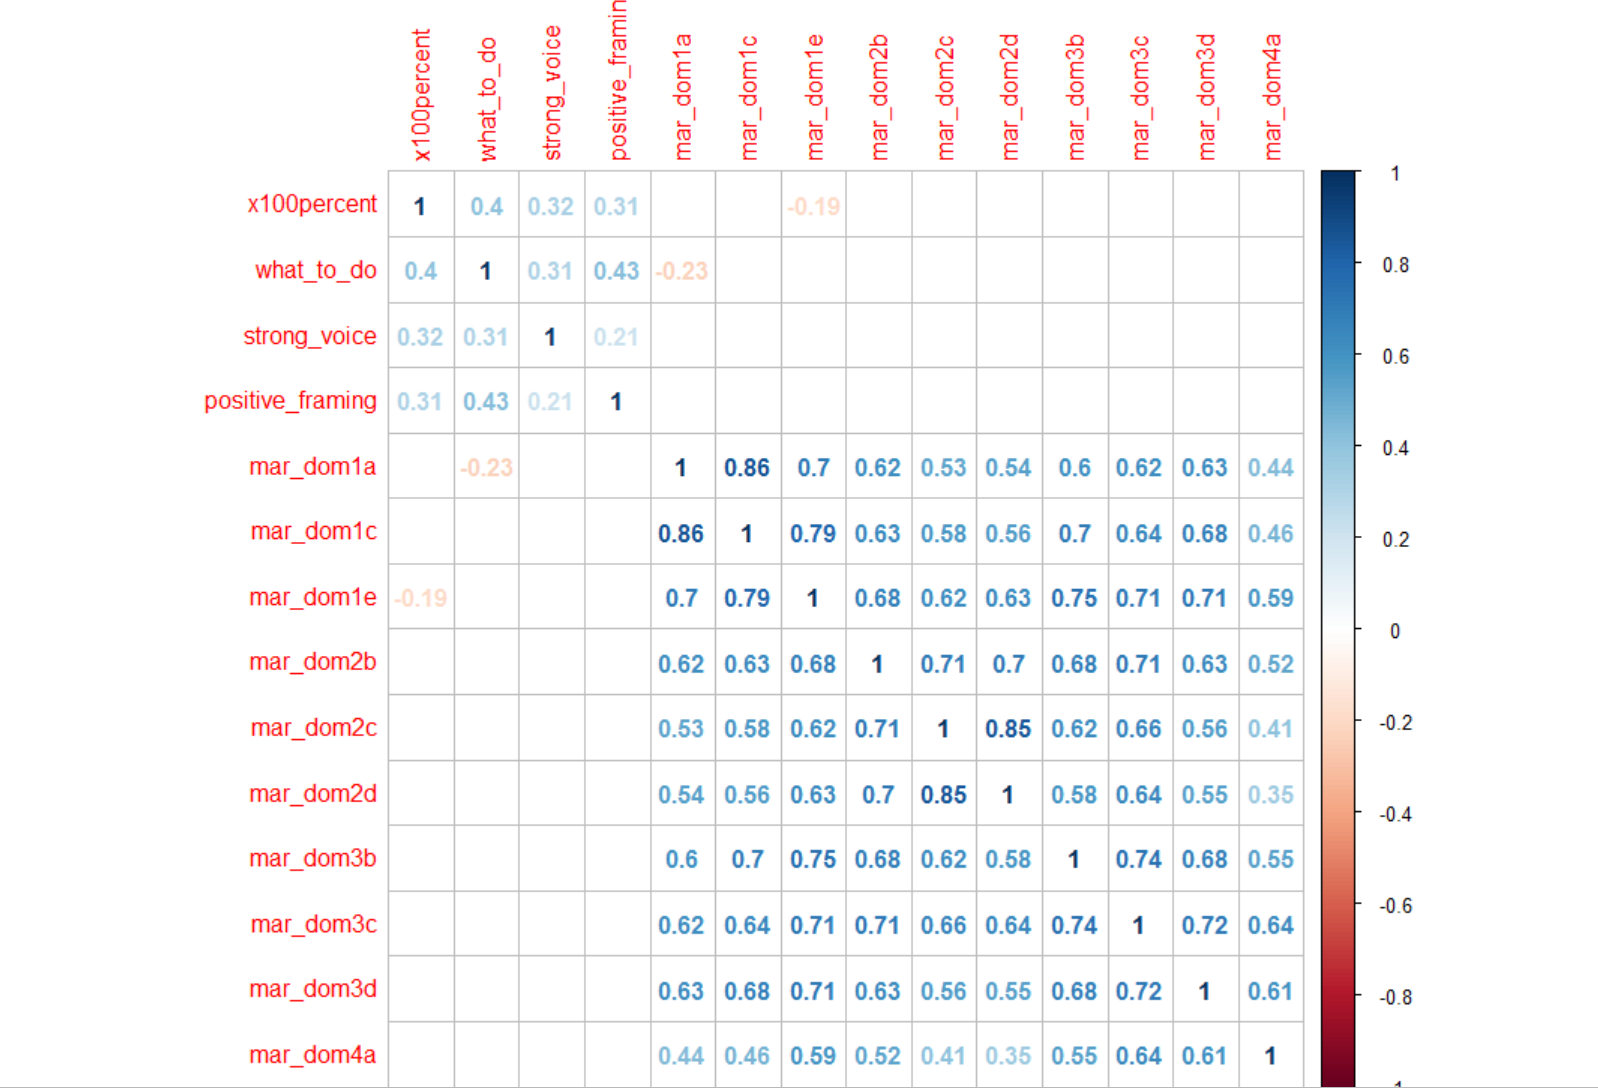 x100percent what_to_do strong_voice positive_framin mar_dom1a mar_dom1c mar_dom1e mar_dom2b mar_dom2c mar_dom2d mar_dom3b mar_dom3c mar_dom3d mar_dom4a
x100percent 1 0.4 0.32 0.31 -0.19
what_to_do 0.4 1 0.31 0.43 -0.23
strong_voice 0.32 0.31 1 0.21
positive_framing 0.31 0.43 0.21 1
mar_dom1a -0.23 1 0.86 0.7 0.62 0.53 0.54 0.6 0.62 0.63 0.44
mar_dom1c 0.86 1 0.79 0.63 0.58 0.56 0.7 0.64 0.68 0.46
mar_dom1e -0.19 0.7 0.79 1 0.68 0.62 0.63 0.75 0.71 0.71 0.59
mar_dom2b 0.62 0.63 0.68 1 0.71 0.7 0.68 0.71 0.63 0.52
mar_dom2c 0.53 0.58 0.62 0.71 1 0.85 0.62 0.66 0.56 0.41
mar_dom2d 0.54 0.56 0.63 0.7 0.85 1 0.58 0.64 0.55 0.35
mar_dom3b 0.6 0.7 0.75 0.68 0.62 0.58 1 0.74 0.68 0.55
mar_dom3c 0.62 0.64 0.71 0.71 0.66 0.64 0.74 1 0.72 0.64
mar_dom3d 0.63 0.68 0.71 0.63 0.56 0.55 0.68 0.72 1 0.61
mar_dom4a 0.44 0.46 0.59 0.52 0.41 0.35 0.55 0.64 0.61 1
1
0.8
0.6
0.4
0.2
0
-0.2
-0.4
-0.6
-0.8